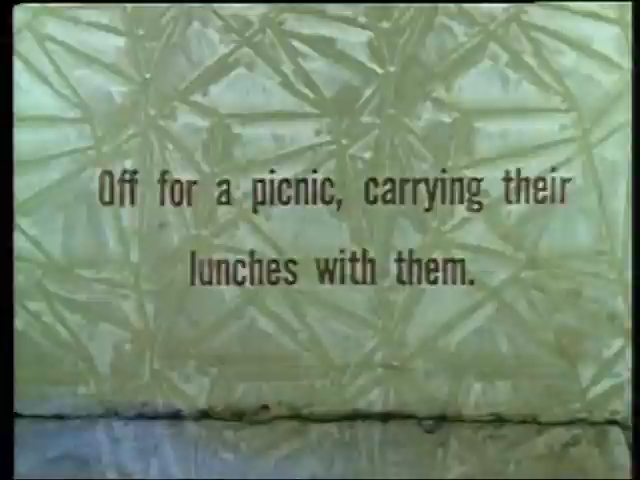 Off for a picnic, carrying their
lunches with them.